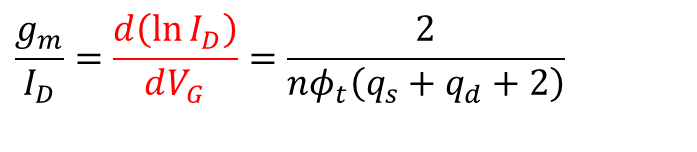 g_m/I_D = d(ln I_D)/dV_G = 2/(nϕ_t(q_s + q_d + 2))